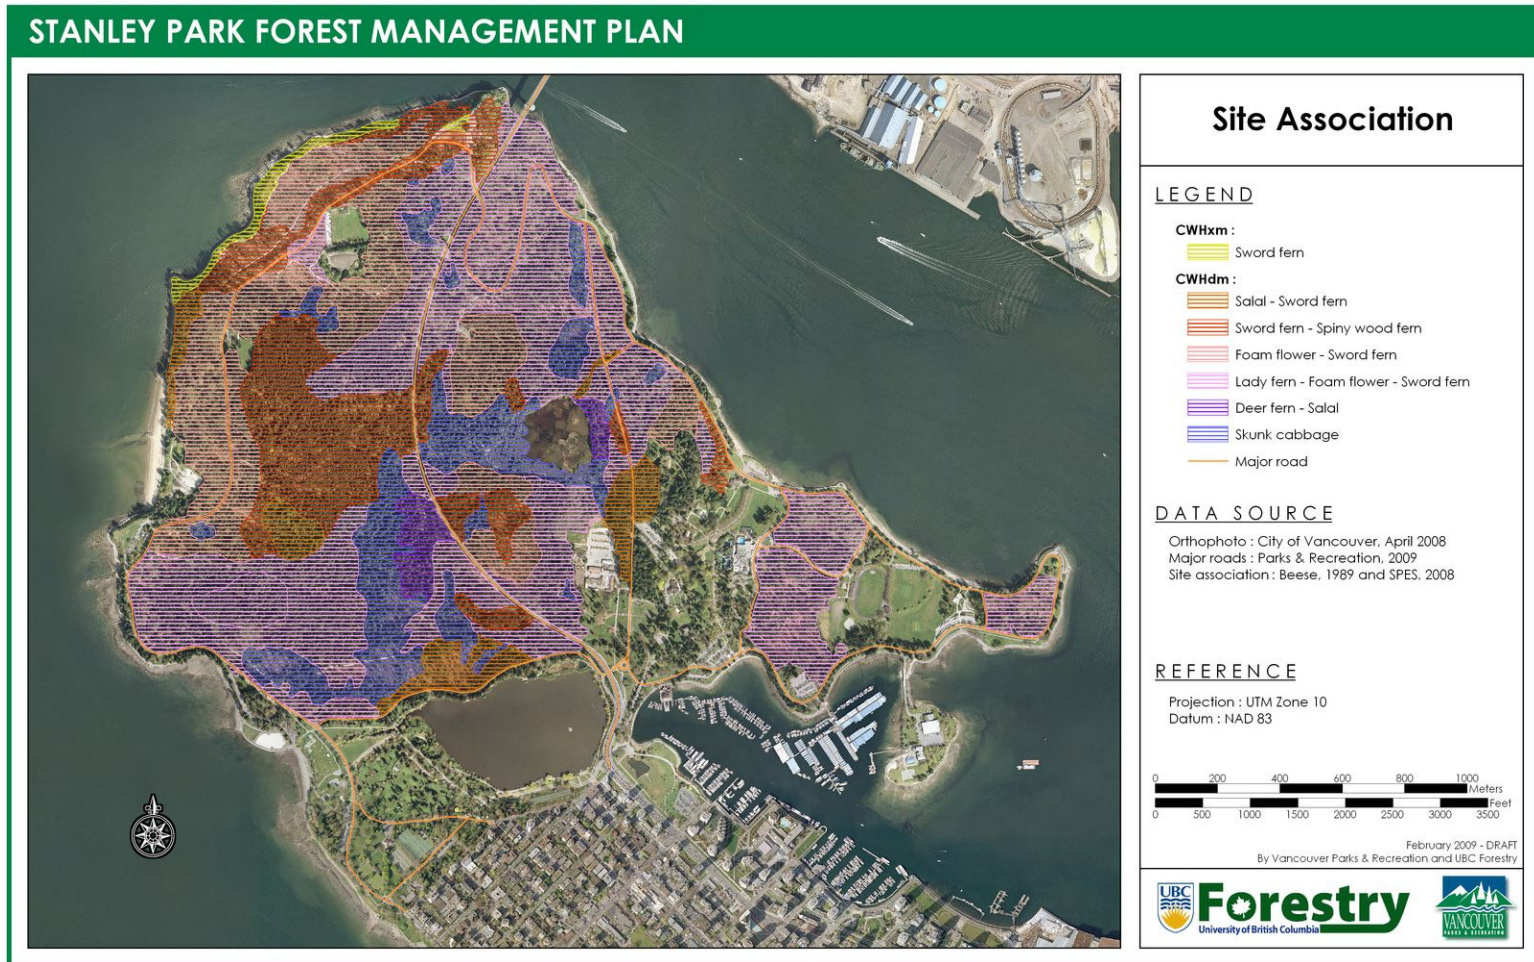 STANLEY PARK FOREST MANAGEMENT PLAN
Site Association
LEGEND
CWHxm :
Sword fern
CWHdm :
Salal - Sword fern
Sword fern - Spiny wood fern
Foam flower - Sword fern
Lady fern - Foam flower - Sword fern
Deer fern - Salal
Skunk cabbage
Major road
DATA SOURCE
Orthophoto : City of Vancouver, April 2008
Major roads : Parks & Recreation, 2009
Site association : Beese, 1989 and SPES, 2008
REFERENCE
Projection : UTM Zone 10
Datum : NAD 83
0 200 400 600 800 1000
Meters
Feet
0 500 1000 1500 2000 2500 3000 3500
February 2009 - DRAFT
By Vancouver Parks & Recreation and UBC Forestry
UBC
Forestry
University of British Columbia
VANCOUVER
PARKS & RECREATION